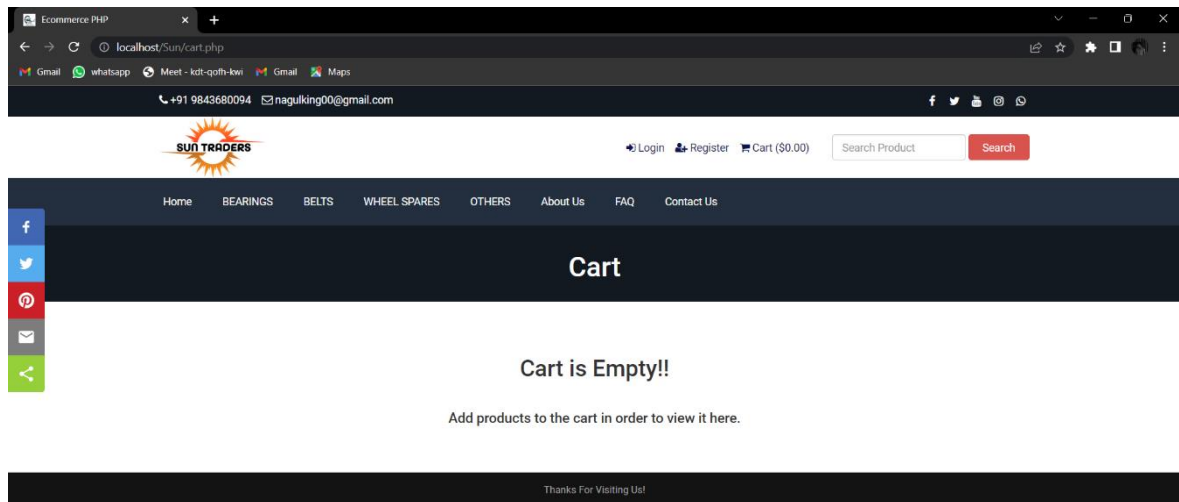 Ecommerce PHP
localhost/Sun/cart.php
Gmail whatsapp Meet - kdt-qofh-kwi Gmail Maps
+91 9843680094 nagulking00@gmail.com
SUN TRADERS
Login Register Cart ($0.00) Search Product Search
Home BEARINGS BELTS WHEEL SPARES OTHERS About Us FAQ Contact Us
Cart
Cart is Empty!!
Add products to the cart in order to view it here.
Thanks For Visiting Us!